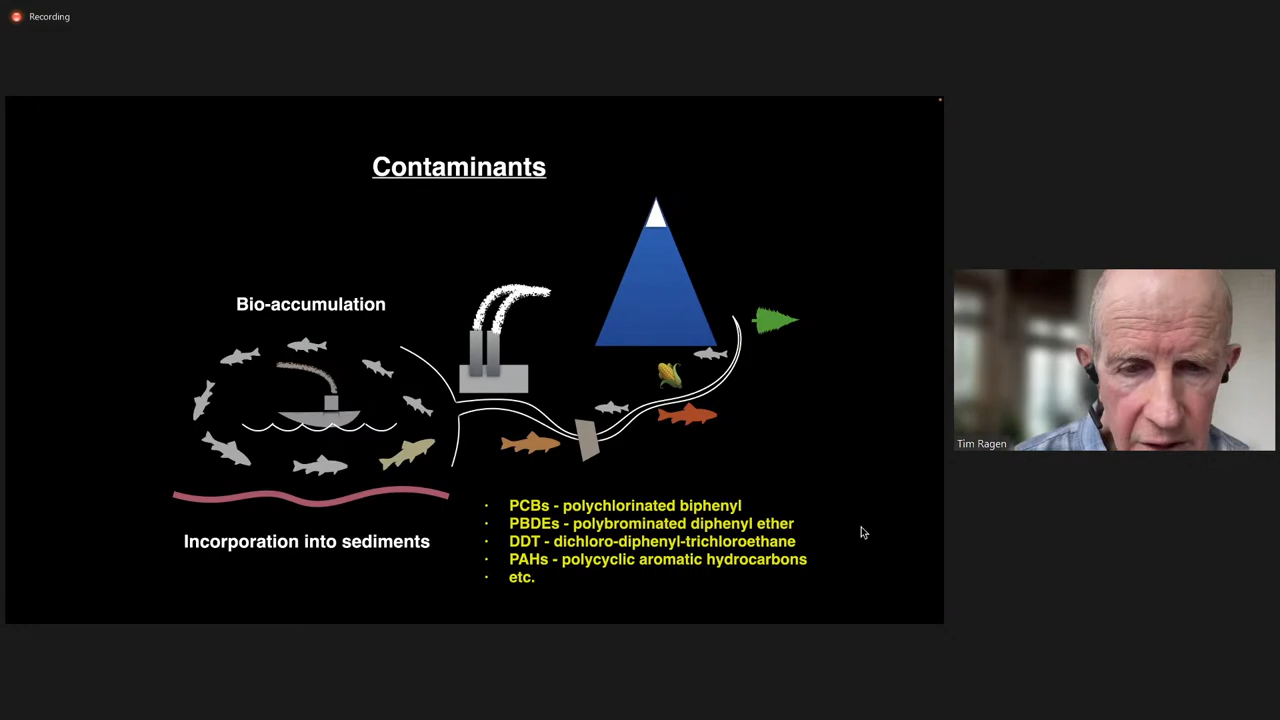 Recording
Contaminants
Bio-accumulation
Tim Ragen
· PCBs - polychlorinated biphenyl
· PBDEs - polybrominated diphenyl ether
· DDT - dichloro-diphenyl-trichloroethane
· PAHs - polycyclic aromatic hydrocarbons
· etc.
Incorporation into sediments